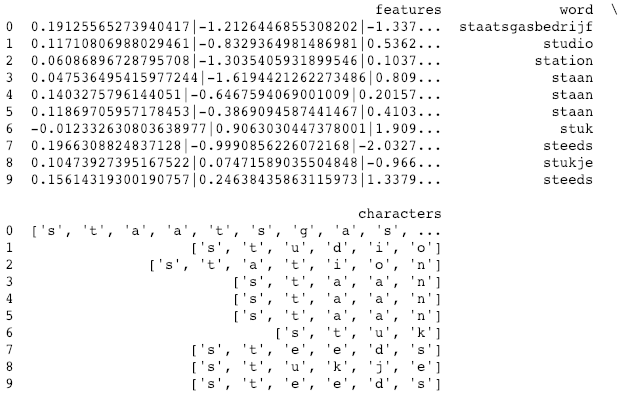 features word \
0 0.19125565273940417|-1.2126446855308202|-1.337... staatsgasbedrijf
1 0.11710806988029461|-0.8329364981486981|0.5362... studio
2 0.06086896728795708|-1.3035405931899546|0.1037... station
3 0.047536495415977244|-1.6194421262273486|0.809... staan
4 0.1403275796144051|-0.6467594069001009|0.20157... staan
5 0.11869705957178453|-0.3869094587441467|0.4103... staan
6 -0.012332630803638977|0.9063030447378001|1.909... stuk
7 0.1966308824837128|-0.9990856226072168|-2.0327... steeds
8 0.10473927395167522|0.07471589035504848|-0.966... stukje
9 0.15614319300190757|0.24638435863115973|1.3379... steeds
characters
0 ['s', 't', 'a', 'a', 't', 's', 'g', 'a', 's', ...
1 ['s', 't', 'u', 'd', 'i', 'o']
2 ['s', 't', 'a', 't', 'i', 'o', 'n']
3 ['s', 't', 'a', 'a', 'n']
4 ['s', 't', 'a', 'a', 'n']
5 ['s', 't', 'a', 'a', 'n']
6 ['s', 't', 'u', 'k']
7 ['s', 't', 'e', 'e', 'd', 's']
8 ['s', 't', 'u', 'k', 'j', 'e']
9 ['s', 't', 'e', 'e', 'd', 's']